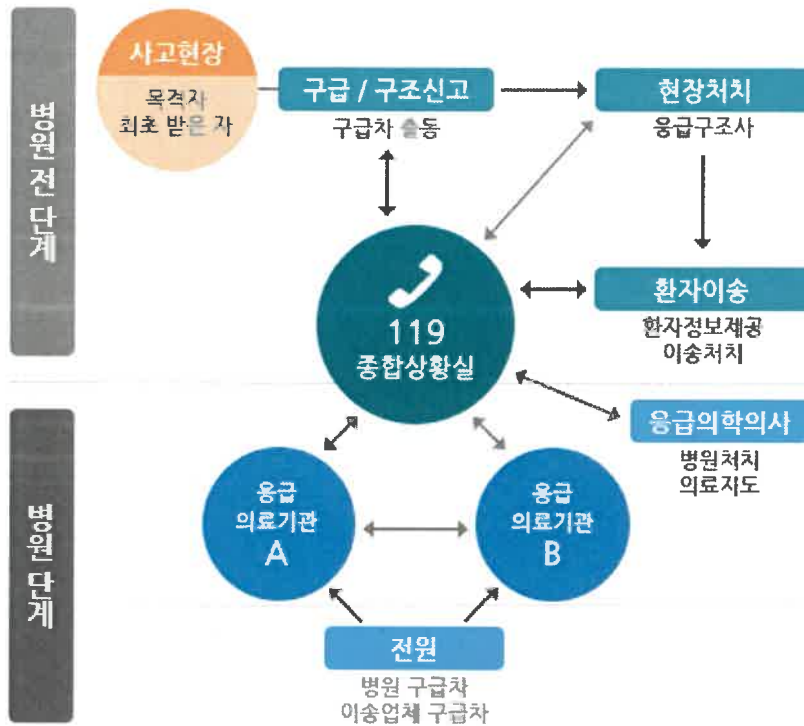 병원 전 단계
사고현장
목격자
최초 받은 자
구급 / 구조신고
구급차 출동
현장처치
응급구조사
119
종합상황실
환자이송
환자정보제공
이송처치
병원 단계
응급의학의사
병원처치
의료지도
응급
의료기관
A
응급
의료기관
B
전원
병원 구급차
이송업체 구급차